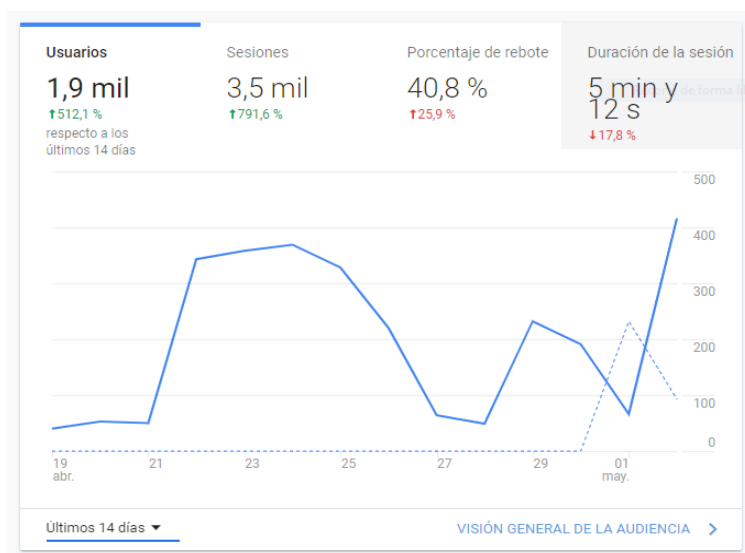 Usuarios
1,9 mil
↑512,1 %
respecto a los
últimos 14 días
Sesiones
3,5 mil
↑791,6 %
Porcentaje de rebote
40,8 %
↑25,9 %
Duración de la sesión
5 min y
12 s
↓17,8 %
de forma
500
400
300
200
100
0
19
abr.
21
23
25
27
29
01
may.
Últimos 14 días ▼
VISIÓN GENERAL DE LA AUDIENCIA >